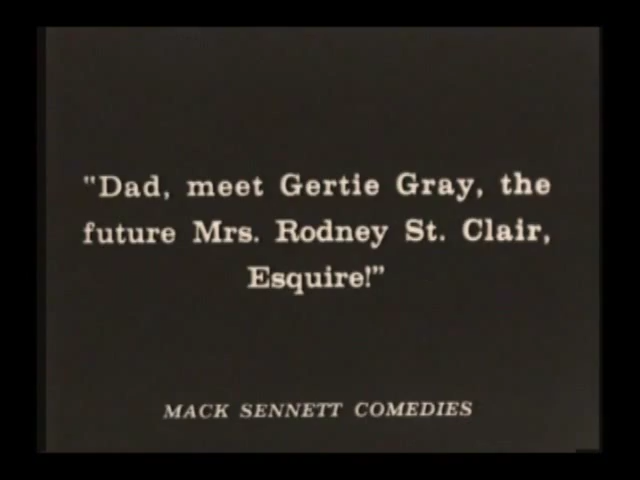 "Dad, meet Gertie Gray, the
future Mrs. Rodney St. Clair,
Esquire!”
MACK SENNETT COMEDIES